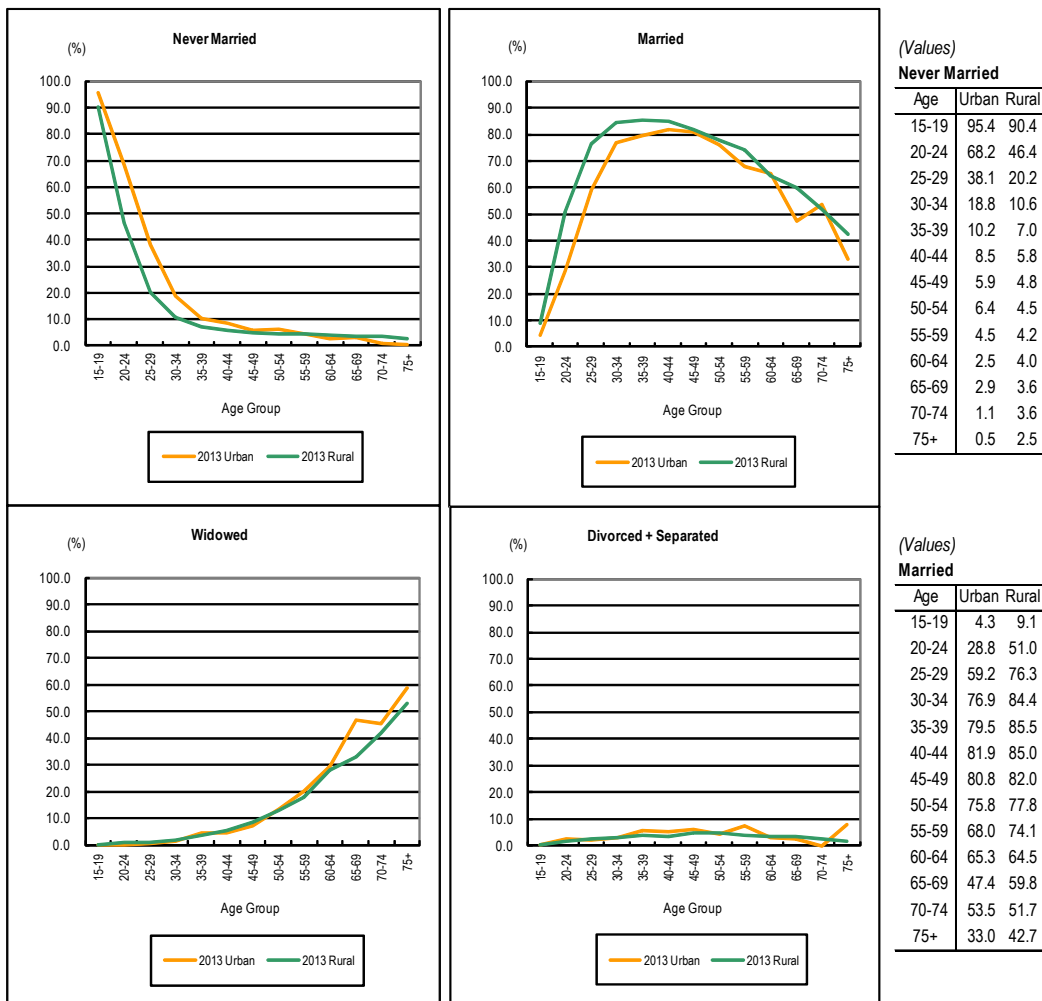 Never Married
(%)
100.0
90.0
80.0
70.0
60.0
50.0
40.0
30.0
20.0
10.0
0.0
15-19
20-24
25-29
30-34
35-39
40-44
45-49
50-54
55-59
60-64
65-69
70-74
75+
Age Group
2013 Urban 2013 Rural
Married
(%)
100.0
90.0
80.0
70.0
60.0
50.0
40.0
30.0
20.0
10.0
0.0
15-19
20-24
25-29
30-34
35-39
40-44
45-49
50-54
55-59
60-64
65-69
70-74
75+
Age Group
2013 Urban 2013 Rural
(Values)
Never Married
Age Urban Rural
15-19 95.4 90.4
20-24 68.2 46.4
25-29 38.1 20.2
30-34 18.8 10.6
35-39 10.2 7.0
40-44 8.5 5.8
45-49 5.9 4.8
50-54 6.4 4.5
55-59 4.5 4.2
60-64 2.5 4.0
65-69 2.9 3.6
70-74 1.1 3.6
75+ 0.5 2.5
Widowed
(%)
100.0
90.0
80.0
70.0
60.0
50.0
40.0
30.0
20.0
10.0
0.0
15-19
20-24
25-29
30-34
35-39
40-44
45-49
50-54
55-59
60-64
65-69
70-74
75+
Age Group
2013 Urban 2013 Rural
Divorced + Separated
(%)
100.0
90.0
80.0
70.0
60.0
50.0
40.0
30.0
20.0
10.0
0.0
15-19
20-24
25-29
30-34
35-39
40-44
45-49
50-54
55-59
60-64
65-69
70-74
75+
Age Group
2013 Urban 2013 Rural
(Values)
Married
Age Urban Rural
15-19 4.3 9.1
20-24 28.8 51.0
25-29 59.2 76.3
30-34 76.9 84.4
35-39 79.5 85.5
40-44 81.9 85.0
45-49 80.8 82.0
50-54 75.8 77.8
55-59 68.0 74.1
60-64 65.3 64.5
65-69 47.4 59.8
70-74 53.5 51.7
75+ 33.0 42.7